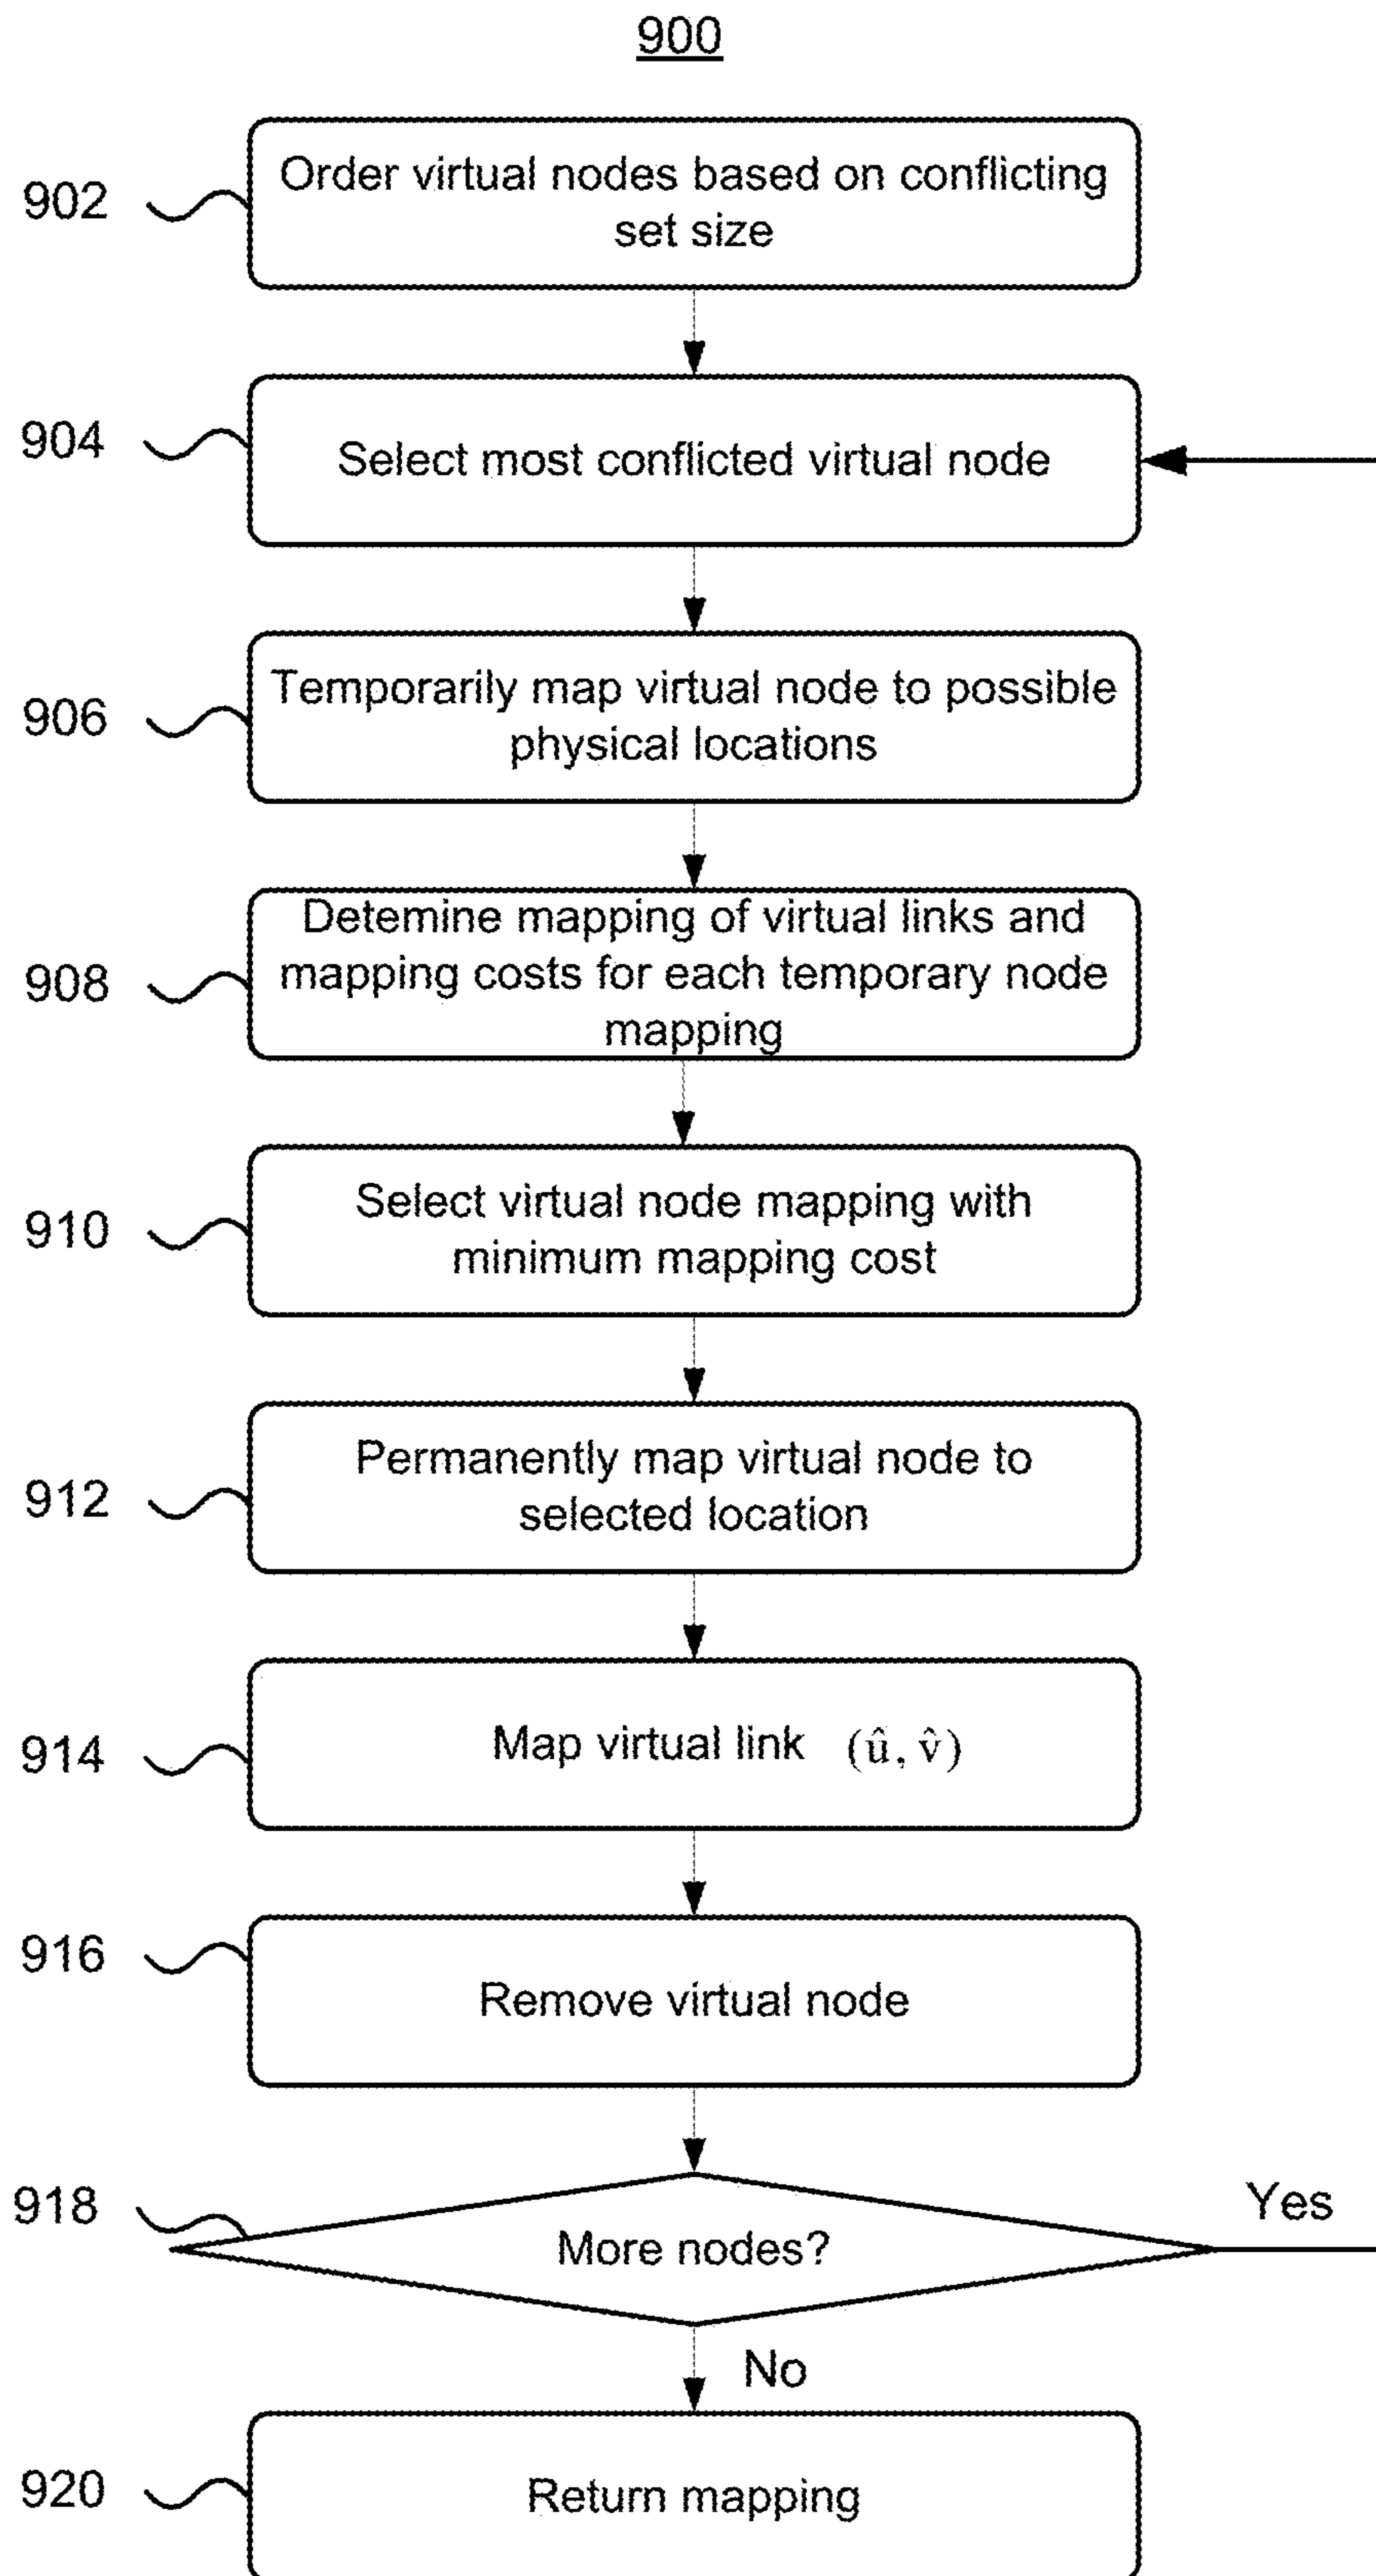 900
902
Order virtual nodes based on conflicting
set size
904
Select most conflicted virtual node
906
Temporarily map virtual node to possible
physical locations
908
Detemine mapping of virtual links and
mapping costs for each temporary node
mapping
910
Select virtual node mapping with
minimum mapping cost
912
Permanently map virtual node to
selected location
914
Map virtual link (û, v̂)
916
Remove virtual node
918
More nodes?
Yes
No
920
Return mapping